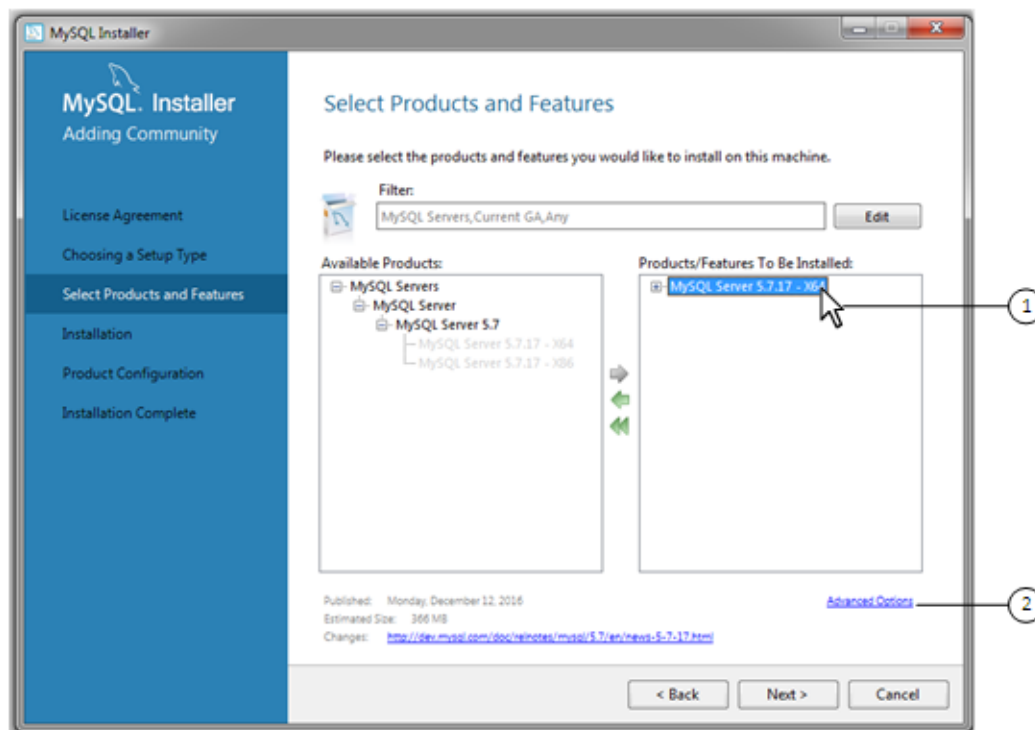 MySQL Installer
MySQL. Installer
Adding Community
License Agreement
Choosing a Setup Type
Select Products and Features
Installation
Product Configuration
Installation Complete
Select Products and Features
Please select the products and features you would like to install on this machine.
Filter:
MySQL Servers,Current GA,Any
Edit
Available Products:
MySQL Servers
MySQL Server
MySQL Server 5.7
MySQL Server 5.7.17 - X64
MySQL Server 5.7.17 - X86
Products/Features To Be Installed:
MySQL Server 5.7.17 - X64
1
Published: Monday, December 12, 2016
Estimated Size: 366 MB
Changes: http://dev.mysql.com/doc/relnotes/mysql/5.7/en/news-5-7-17.html
Advanced Options
2
< Back
Next >
Cancel